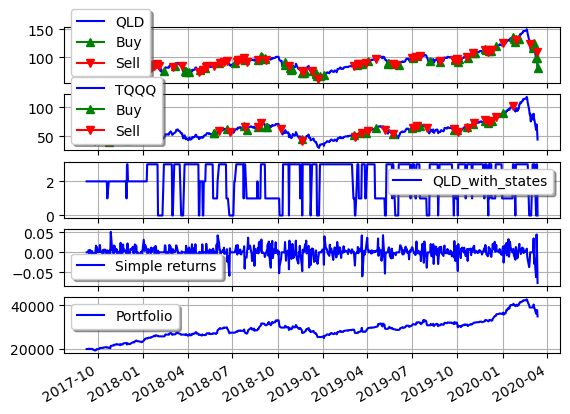 QLD
Buy
Sell
150
100
TQQQ
Buy
Sell
100
50
QLD_with_states
2
0
0.05
0.00
−0.05
Simple returns
Portfolio
40000
20000
2017-10
2018-01
2018-04
2018-07
2018-10
2019-01
2019-04
2019-07
2019-10
2020-01
2020-04